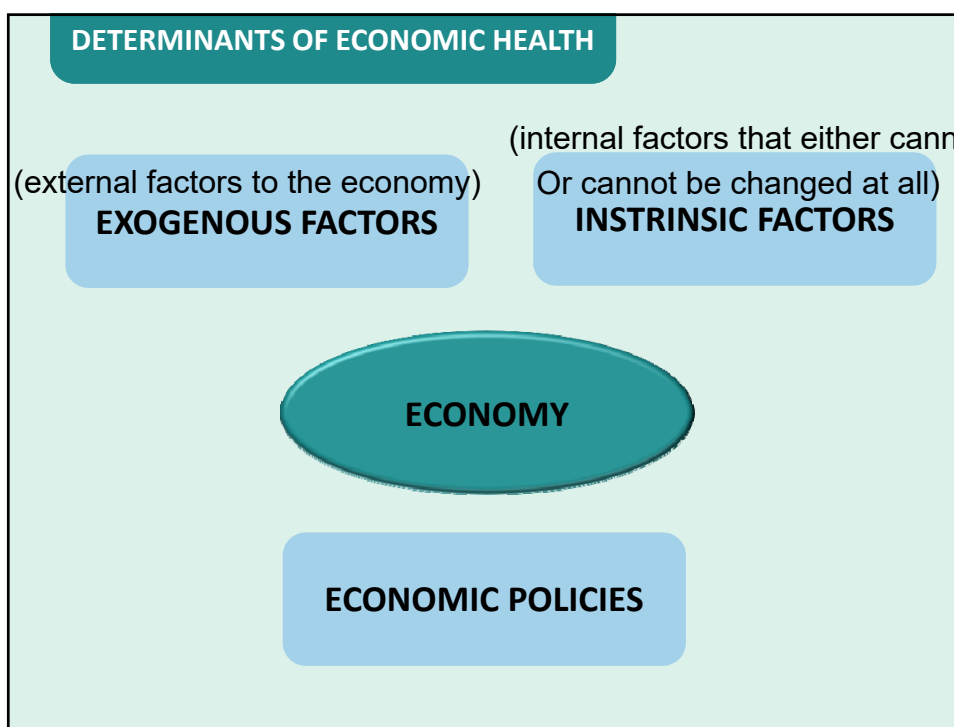 DETERMINANTS OF ECONOMIC HEALTH
(external factors to the economy)
EXOGENOUS FACTORS
(internal factors that either cann
Or cannot be changed at all)
INSTRINSIC FACTORS
ECONOMY
ECONOMIC POLICIES